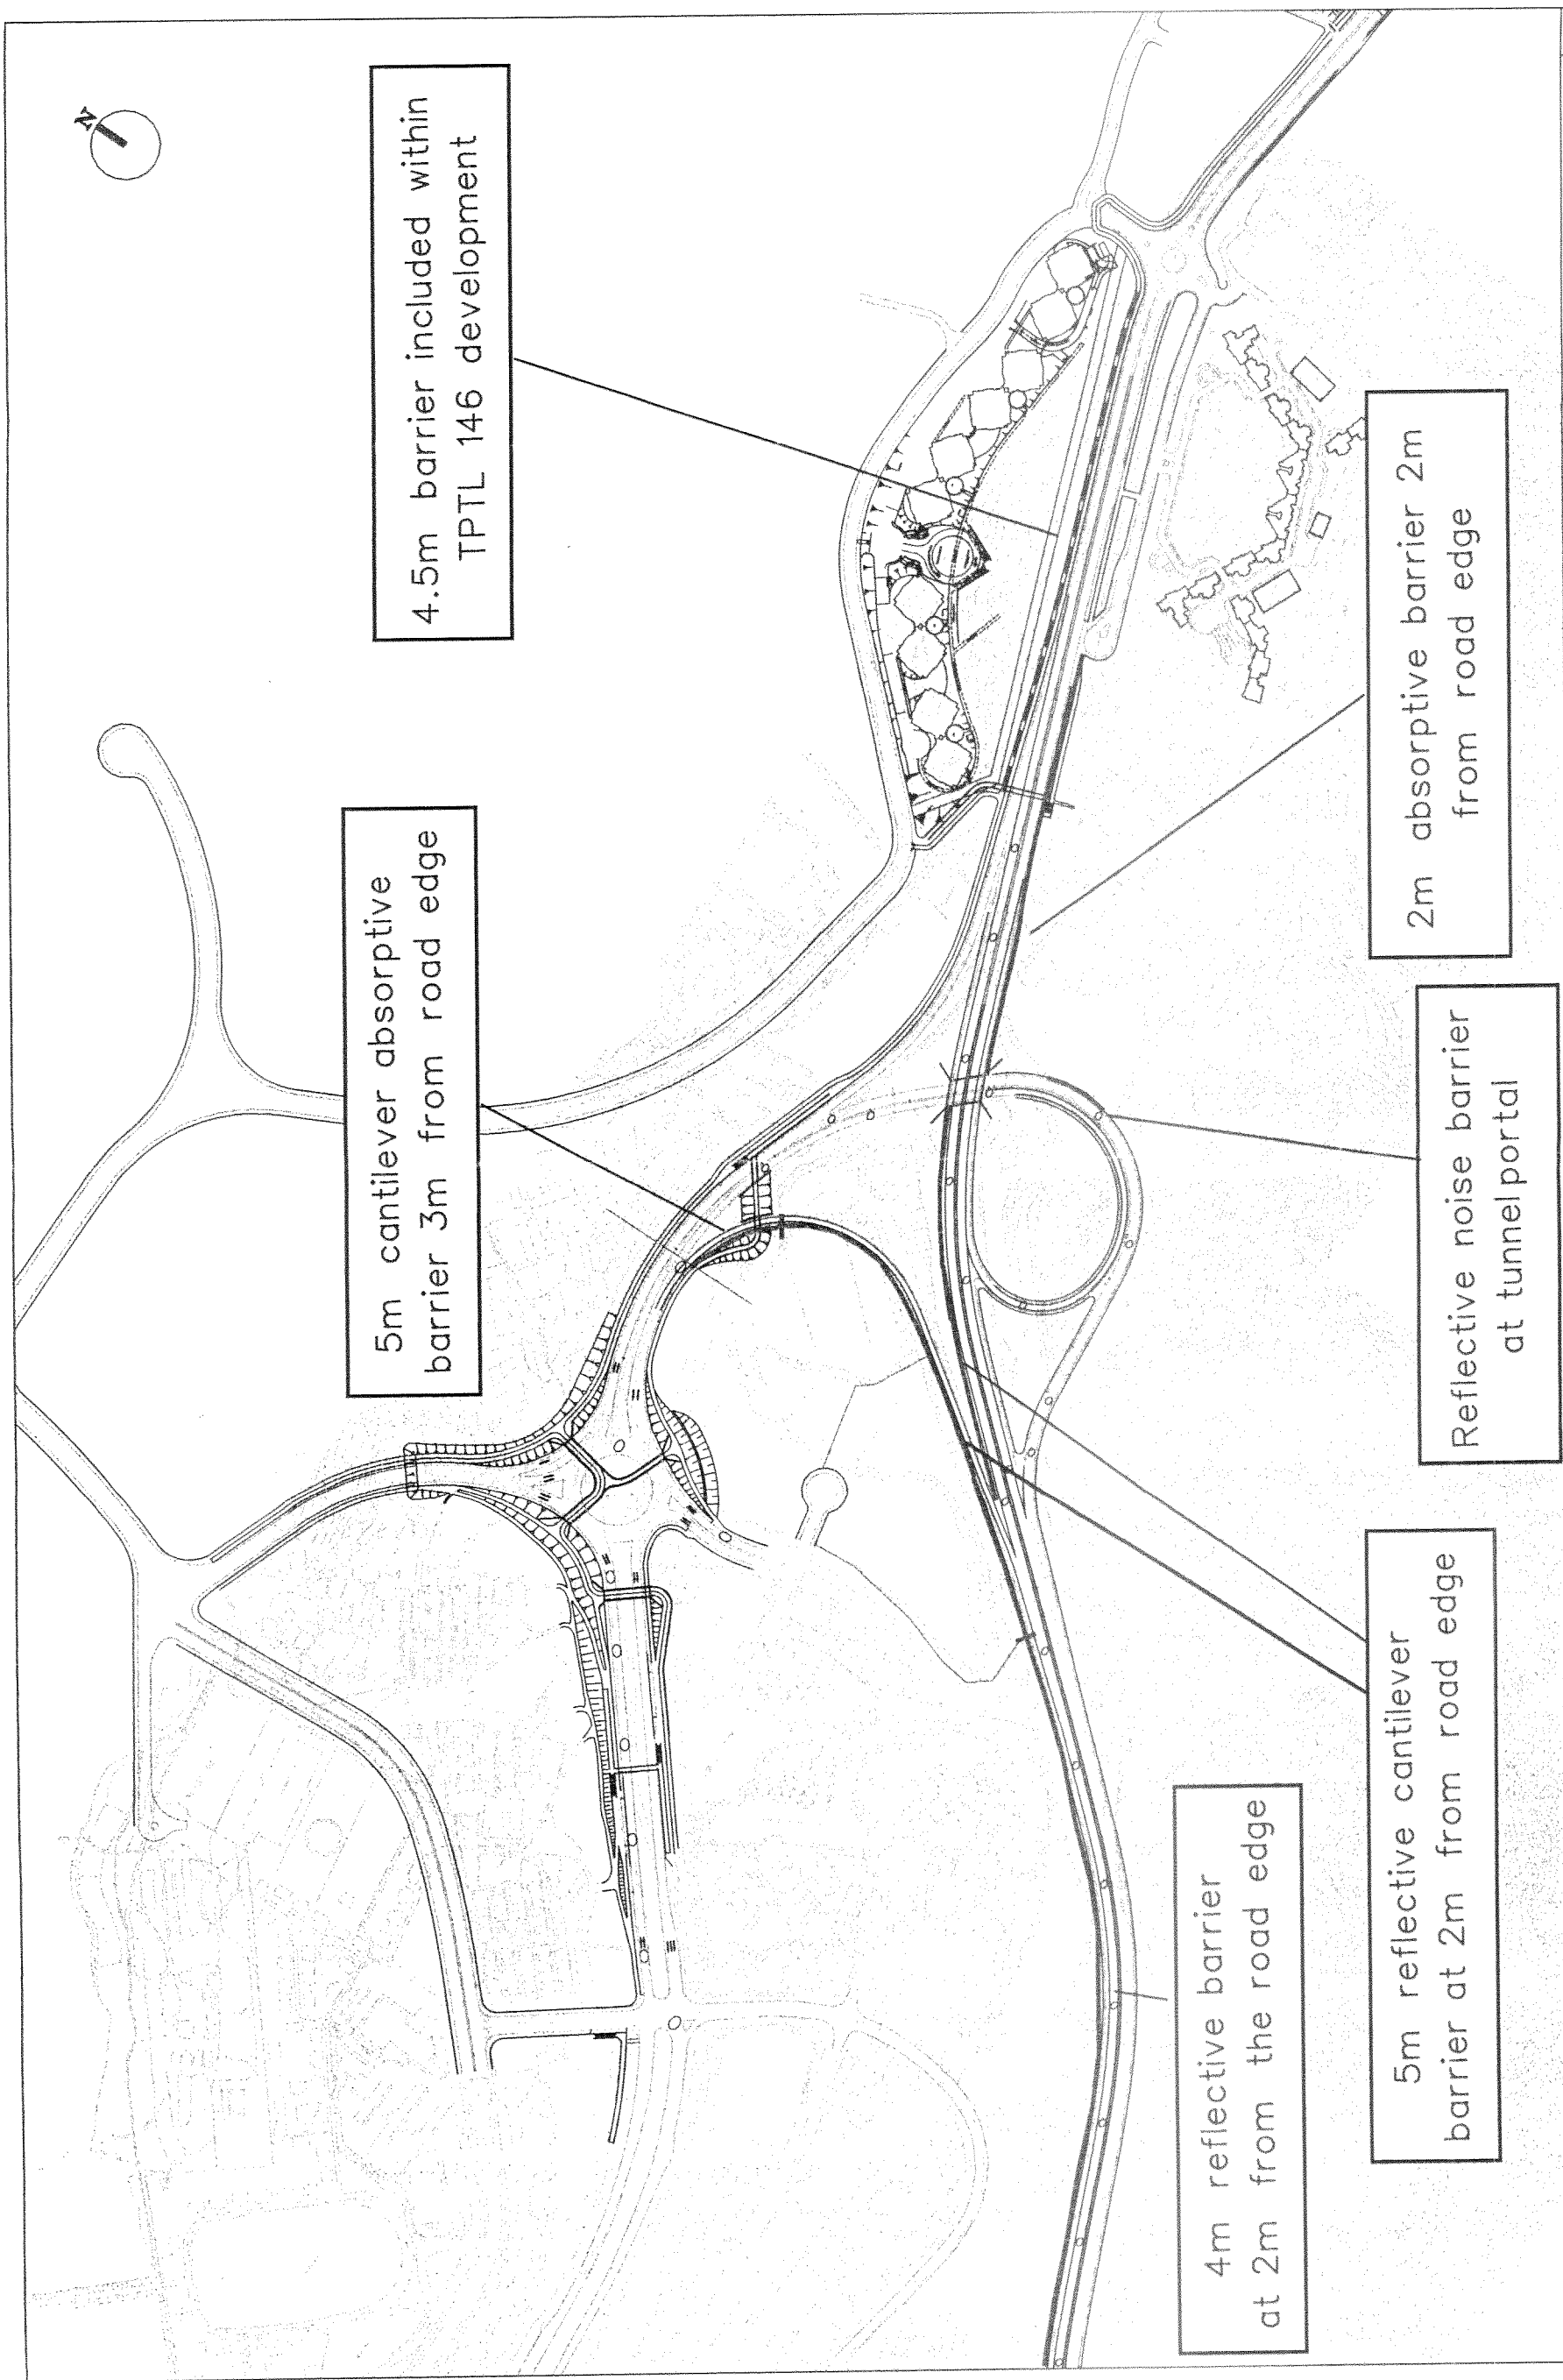 N
4.5m barrier included within
TPTL 146 development
5m cantilever absorptive
barrier 3m from road edge
2m absorptive barrier 2m
from road edge
Reflective noise barrier
at tunnel portal
5m reflective cantilever
barrier at 2m from road edge
4m reflective barrier
at 2m from the road edge